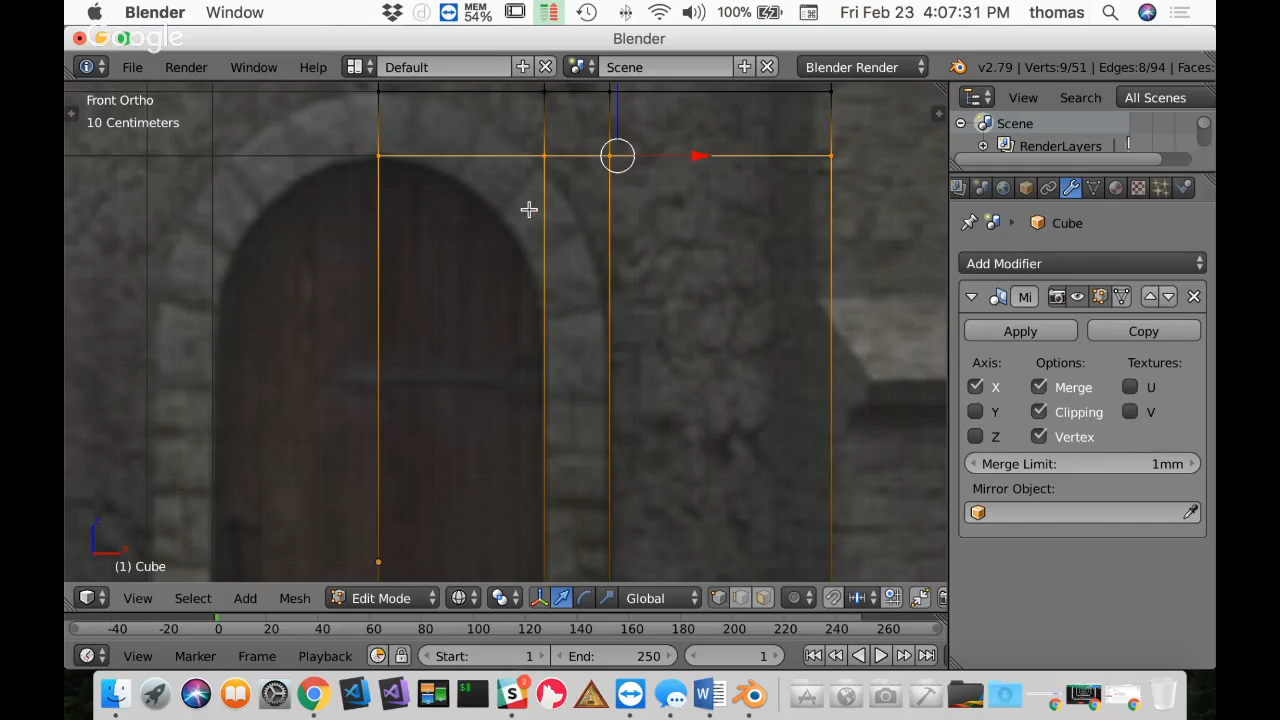 Blender Window MEM 54% 100% Fri Feb 23 4:07:31 PM thomas
Google
Blender
File Render Window Help Default Scene Blender Render v2.79 | Verts:9/51 | Edges:8/94 | Faces:
Front Ortho
10 Centimeters
View Search All Scenes
Scene
RenderLayers
Cube
Add Modifier
Mi
Apply Copy
Axis: Options: Textures:
X Merge U
Y Clipping V
Z Vertex
Merge Limit: 1mm
Mirror Object:
(1) Cube
View Select Add Mesh Edit Mode Global
-40 -20 0 20 40 60 80 100 120 140 160 180 200 220 240 260
View Marker Frame Playback Start: 1 End: 250 1
2